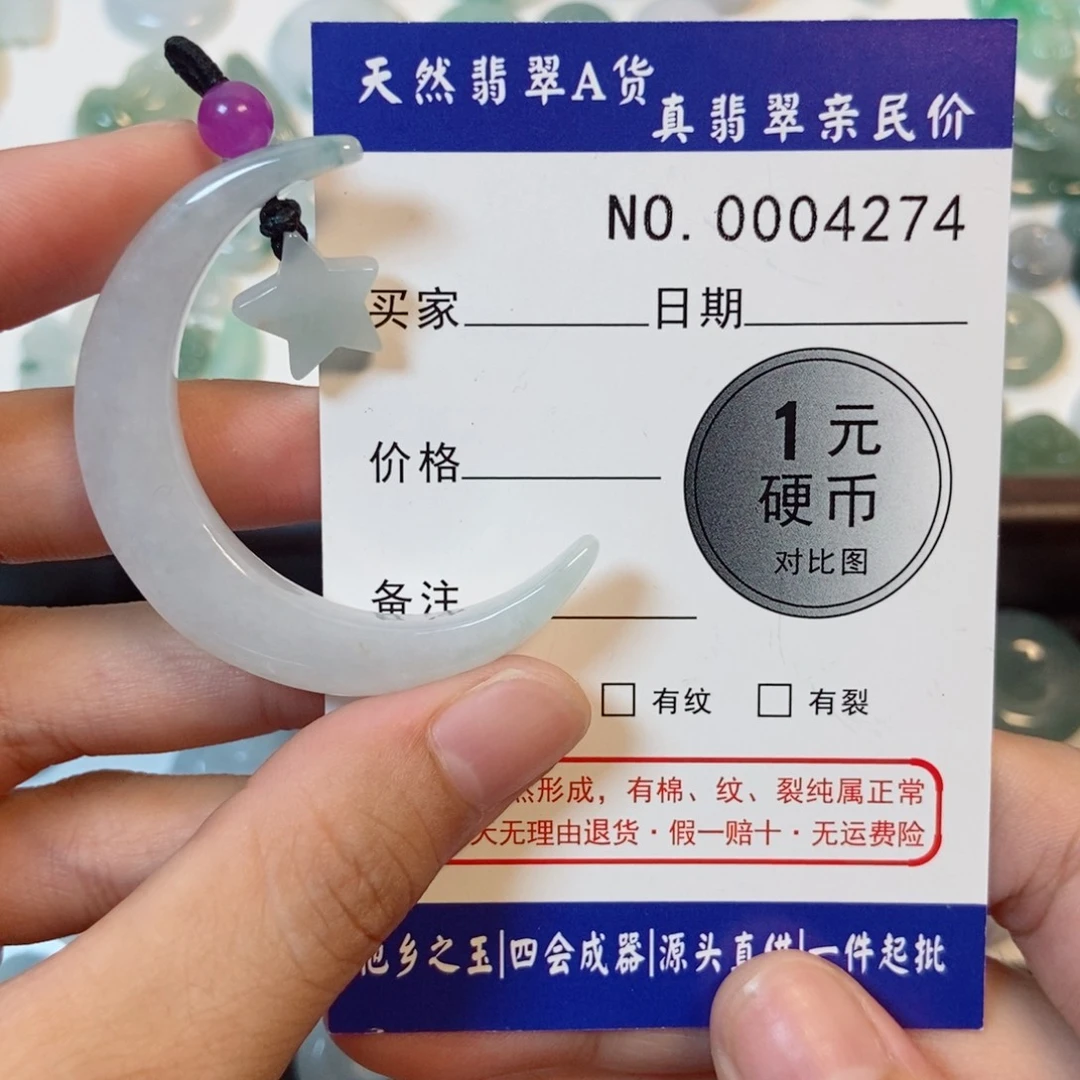 天然翡翠A货
真翡翠亲民价
NO. 0004274
买家 日期
1元
硬币
对比图
价格
备注
□ 有纹 □ 有裂
形成，有棉、纹、裂纯属正常
天无理由退货·假一赔十·无运费险
乡之玉|四会成器|源头真供|一件起批